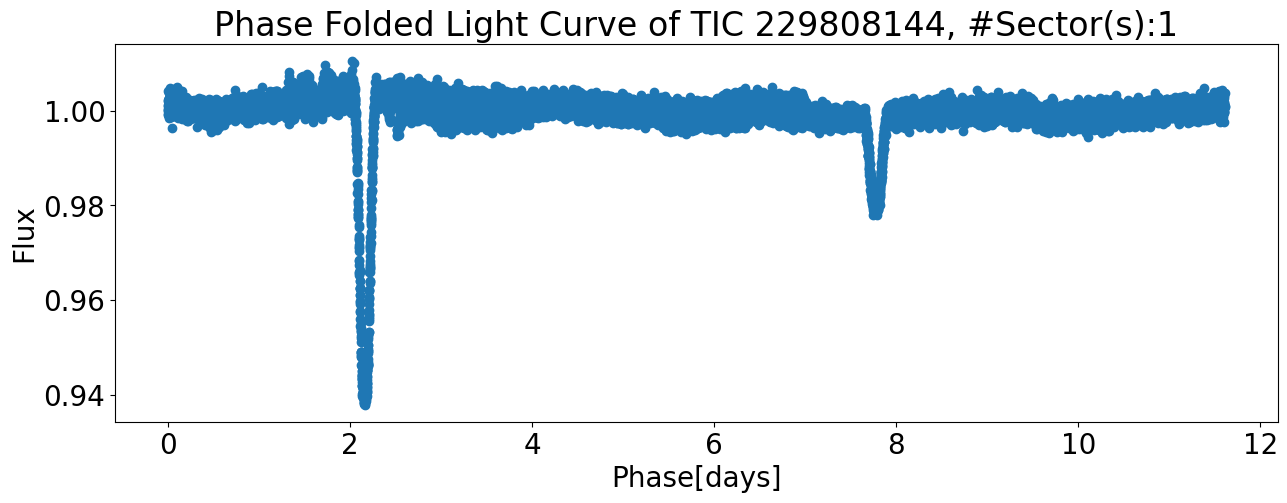 Phase Folded Light Curve of TIC 229808144, #Sector(s):1
1.00
0.98
0.96
0.94
Flux
0 2 4 6 8 10 12
Phase[days]